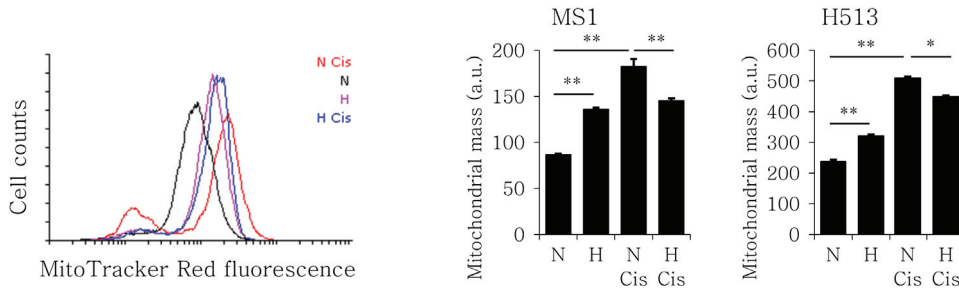 N Cis
N
H
H Cis
Cell counts
MitoTracker Red fluorescence
MS1
Mitochondrial mass (a.u.)
200
150
100
50
0
**
**
**
N H N H
Cis Cis
H513
Mitochondrial mass (a.u.)
600
500
400
300
200
100
0
**
*
**
N H N H
Cis Cis